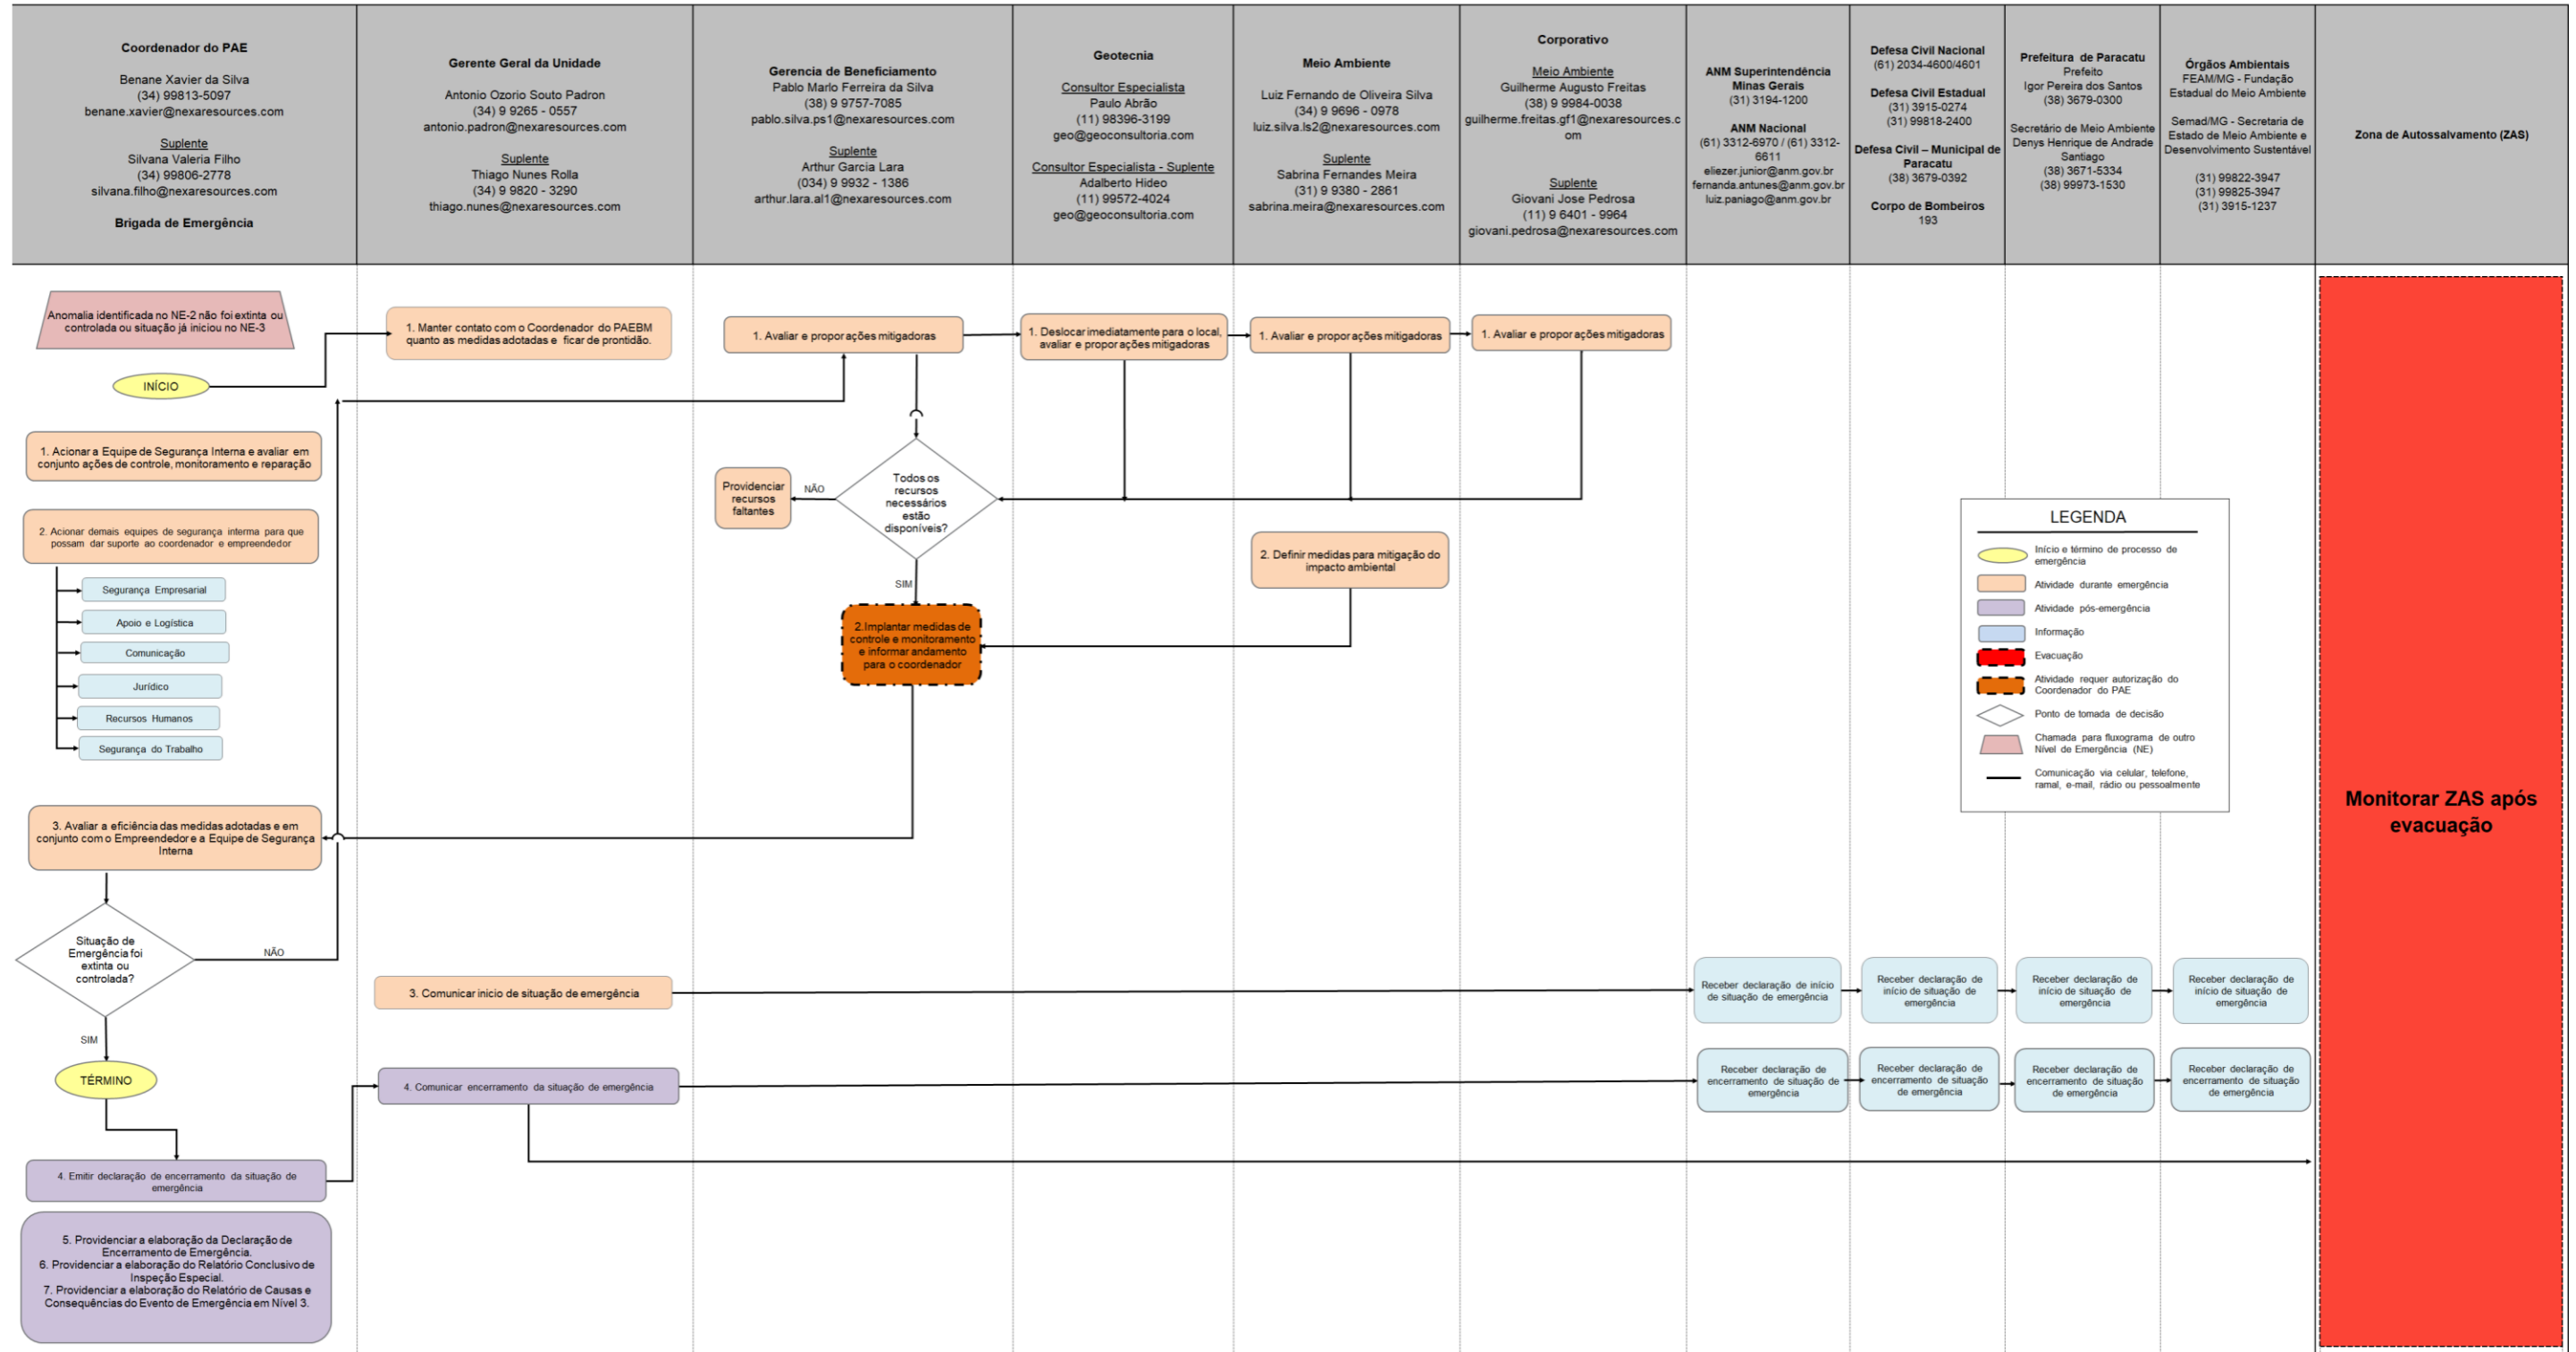 Coordenador do PAE
Benane Xavier da Silva
(34) 99813-5097
benane.xavier@nexaresources.com
Suplente
Silvana Valeria Filho
(34) 99806-2778
silvana.filho@nexaresources.com
Brigada de Emergência
Gerente Geral da Unidade
Antonio Ozorio Souto Padron
(34) 9 9265 - 0557
antonio.padron@nexaresources.com
Suplente
Thiago Nunes Rolla
(34) 9 9820 - 3290
thiago.nunes@nexaresources.com
Gerencia de Beneficiamento
Pablo Marlo Ferreira da Silva
(38) 9 9757-7085
pablo.silva.ps1@nexaresources.com
Suplente
Arthur Garcia Lara
(034) 9 9932 - 1386
arthur.lara.al1@nexaresources.com
Geotecnia
Consultor Especialista
Paulo Abrão
(11) 98396-3199
geo@geoconsultoria.com
Consultor Especialista - Suplente
Adalberto Hideo
(11) 99572-4024
geo@geoconsultoria.com
Meio Ambiente
Luiz Fernando de Oliveira Silva
(34) 9 9696 - 0978
luiz.silva.ls2@nexaresources.com
Suplente
Sabrina Fernandes Meira
(31) 9 9380 - 2861
sabrina.meira@nexaresources.com
Corporativo
Meio Ambiente
Guilherme Augusto Freitas
(38) 9 9984-0038
guilherme.freitas.gf1@nexaresources.c
om
Suplente
Giovani Jose Pedrosa
(11) 9 6401 - 9964
giovani.pedrosa@nexaresources.com
ANM Superintendência
Minas Gerais
(31) 3194-1200
ANM Nacional
(61) 3312-6970 / (61) 3312-
6611
eliezer.junior@anm.gov.br
fernanda.antunes@anm.gov.br
luiz.paniago@anm.gov.br
Defesa Civil Nacional
(61) 2034-4600/4601
Defesa Civil Estadual
(31) 3915-0274
(31) 99818-2400
Defesa Civil – Municipal de
Paracatu
(38) 3679-0392
Corpo de Bombeiros
193
Prefeitura de Paracatu
Prefeito
Igor Pereira dos Santos
(38) 3679-0300
Secretário de Meio Ambiente
Denys Henrique de Andrade
Santiago
(38) 3671-5334
(38) 99973-1530
Órgãos Ambientais
FEAM/MG - Fundação
Estadual do Meio Ambiente
Semad/MG - Secretaria de
Estado de Meio Ambiente e
Desenvolvimento Sustentável
(31) 99822-3947
(31) 99825-3947
(31) 3915-1237
Zona de Autossalvamento (ZAS)
Anomalia identificada no NE-2 não foi extinta ou
controlada ou situação já iniciou no NE-3
INÍCIO
1. Manter contato com o Coordenador do PAEBM
quanto as medidas adotadas e ficar de prontidão.
1. Avaliar e propor ações mitigadoras
1. Deslocar imediatamente para o local,
avaliar e propor ações mitigadoras
1. Avaliar e propor ações mitigadoras
1. Avaliar e propor ações mitigadoras
1. Acionar a Equipe de Segurança Interna e avaliar em
conjunto ações de controle, monitoramento e reparação
2. Acionar demais equipes de segurança interna para que
possam dar suporte ao coordenador e empreendedor
Segurança Empresarial
Apoio e Logística
Comunicação
Jurídico
Recursos Humanos
Segurança do Trabalho
Providenciar
recursos
faltantes
NÃO
Todos os
recursos
necessários
estão
disponíveis?
SIM
2. Definir medidas para mitigação do
impacto ambiental
2.Implantar medidas de
controle e monitoramento
e informar andamento
para o coordenador
LEGENDA
Início e término de processo de
emergência
Atividade durante emergência
Atividade pós-emergência
Informação
Evacuação
Atividade requer autorização do
Coordenador do PAE
Ponto de tomada de decisão
Chamada para fluxograma de outro
Nível de Emergência (NE)
Comunicação via celular, telefone,
ramal, e-mail, rádio ou pessoalmente
Monitorar ZAS após
evacuação
3. Avaliar a eficiência das medidas adotadas e em
conjunto com o Empreendedor e a Equipe de Segurança
Interna
Situação de
Emergência foi
extinta ou
controlada?
NÃO
SIM
3. Comunicar inicio de situação de emergência
Receber declaração de início
de situação de emergência
Receber declaração de
início de situação de
emergência
Receber declaração de
início de situação de
emergência
Receber declaração de
início de situação de
emergência
TÉRMINO
4. Comunicar encerramento da situação de emergência
Receber declaração de
encerramento de situação de
emergência
Receber declaração de
encerramento de situação
de emergência
Receber declaração de
encerramento de situação
de emergência
Receber declaração de
encerramento de situação
de emergência
4. Emitir declaração de encerramento da situação de
emergência
5. Providenciar a elaboração da Declaração de
Encerramento de Emergência.
6. Providenciar a elaboração do Relatório Conclusivo de
Inspeção Especial.
7. Providenciar a elaboração do Relatório de Causas e
Consequências do Evento de Emergência em Nível 3.